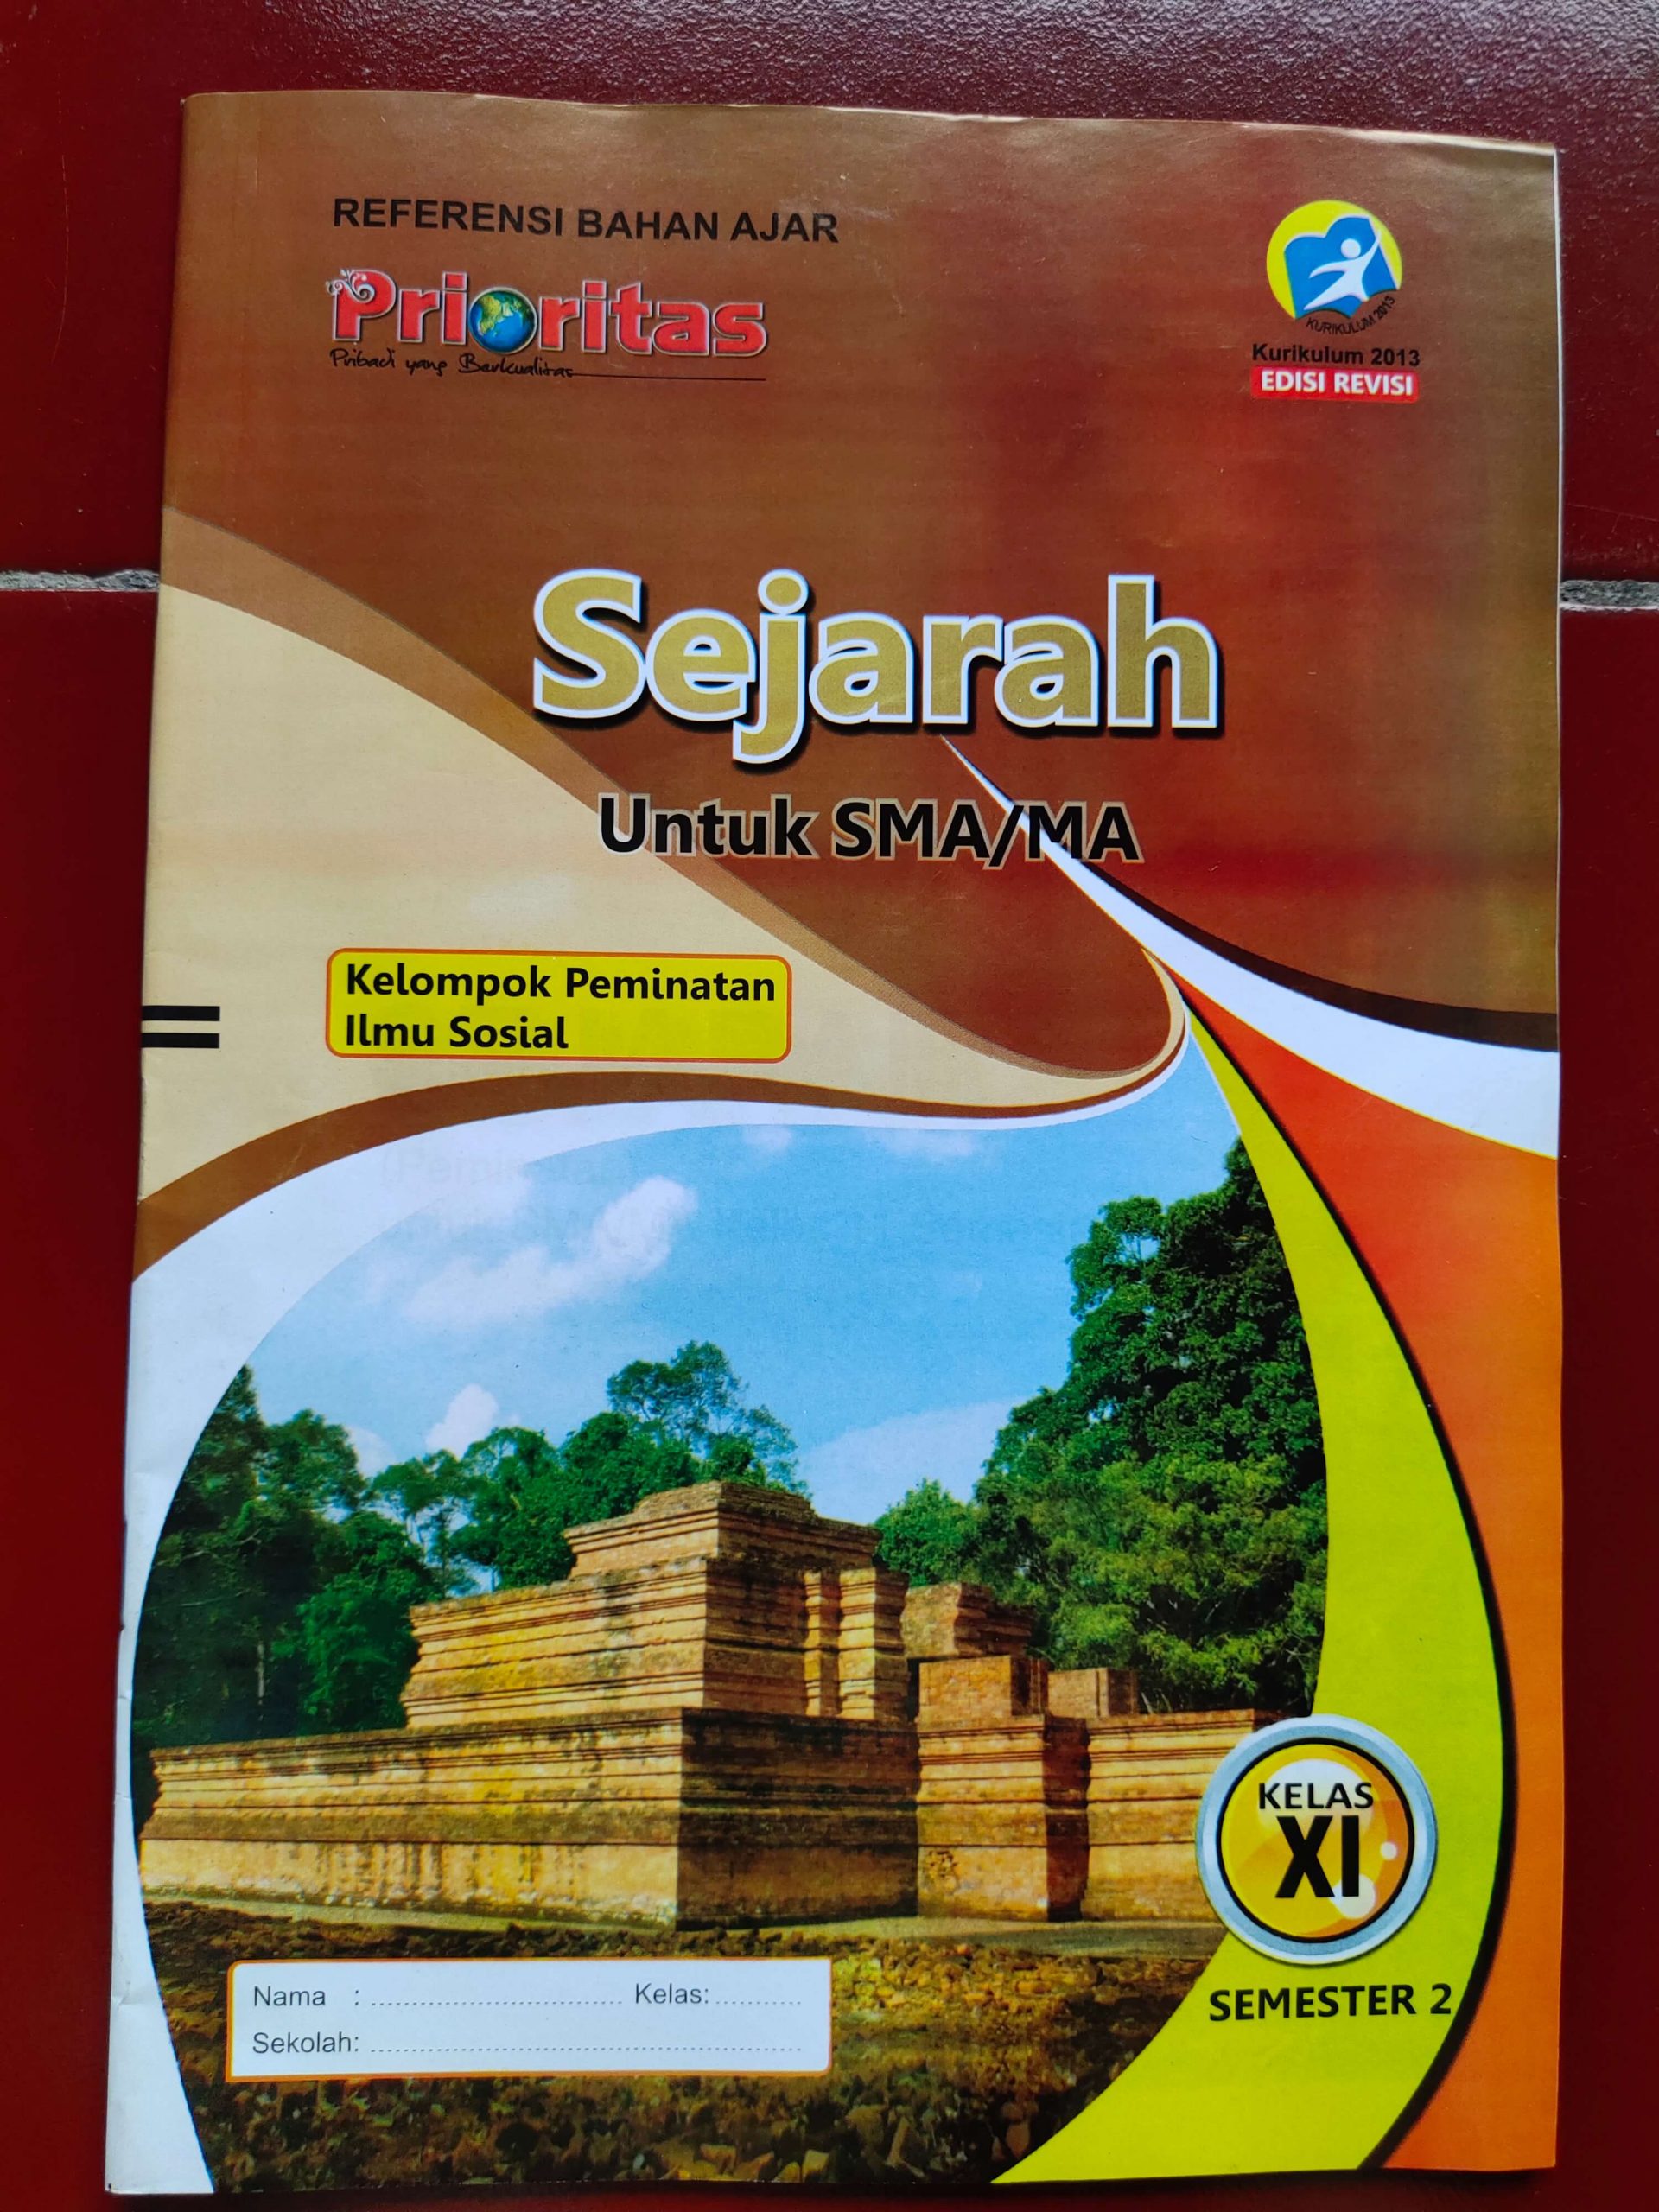 REFERENSI BAHAN AJAR
Prioritas
Pribadi yang Berkualitas
KURIKULUM 2013
Kurikulum 2013
EDISI REVISI
Sejarah
Untuk SMA/MA
Kelompok Peminatan
Ilmu Sosial
KELAS
XI
SEMESTER 2
Nama : ........................................ Kelas: ............
Sekolah: ....................................................................